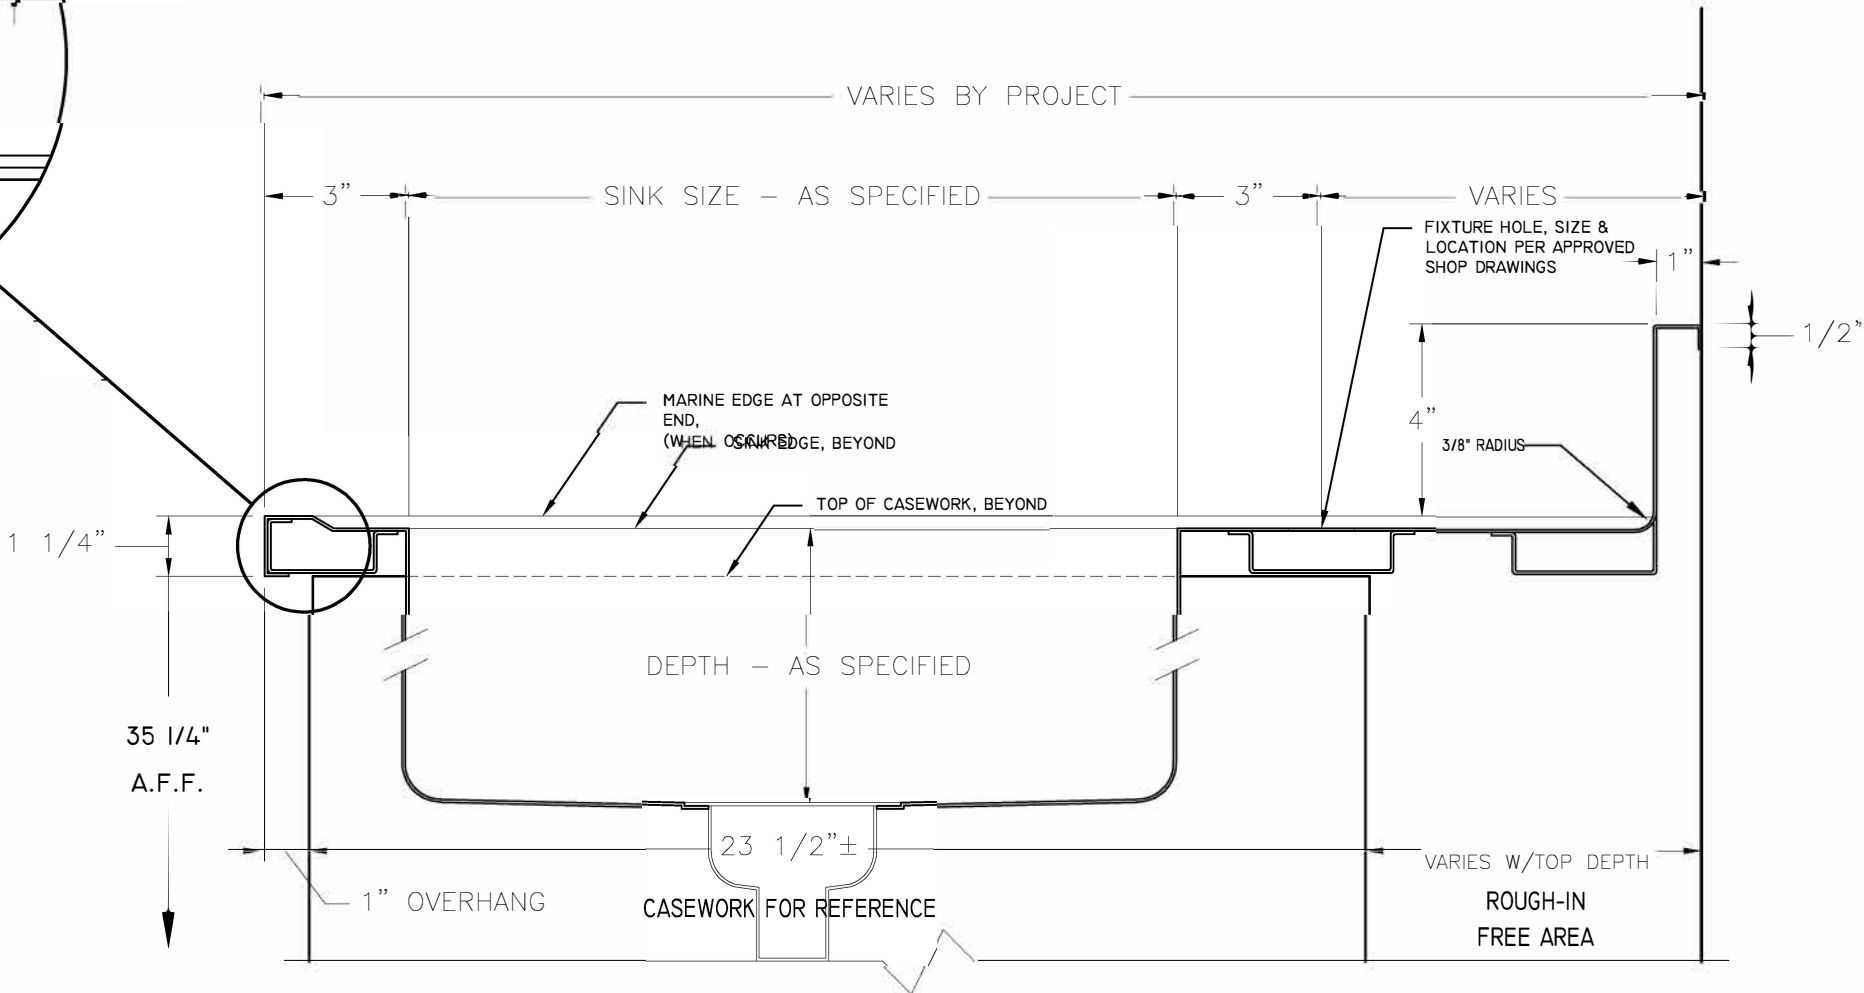 VARIES BY PROJECT
3"
SINK SIZE - AS SPECIFIED
3"
VARIES
FIXTURE HOLE, SIZE &
LOCATION PER APPROVED
SHOP DRAWINGS
1"
1/2"
MARINE EDGE AT OPPOSITE
END,
(WHEN OCCURS)
SINK EDGE, BEYOND
4"
3/8" RADIUS
TOP OF CASEWORK, BEYOND
1 1/4"
DEPTH - AS SPECIFIED
35 1/4"
A.F.F.
23 1/2"±
VARIES W/TOP DEPTH
1" OVERHANG
CASEWORK FOR REFERENCE
ROUGH-IN
FREE AREA